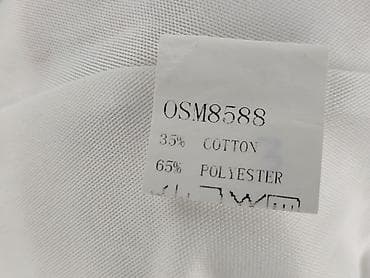 OSM8588
35% COTTON
65% POLYESTER